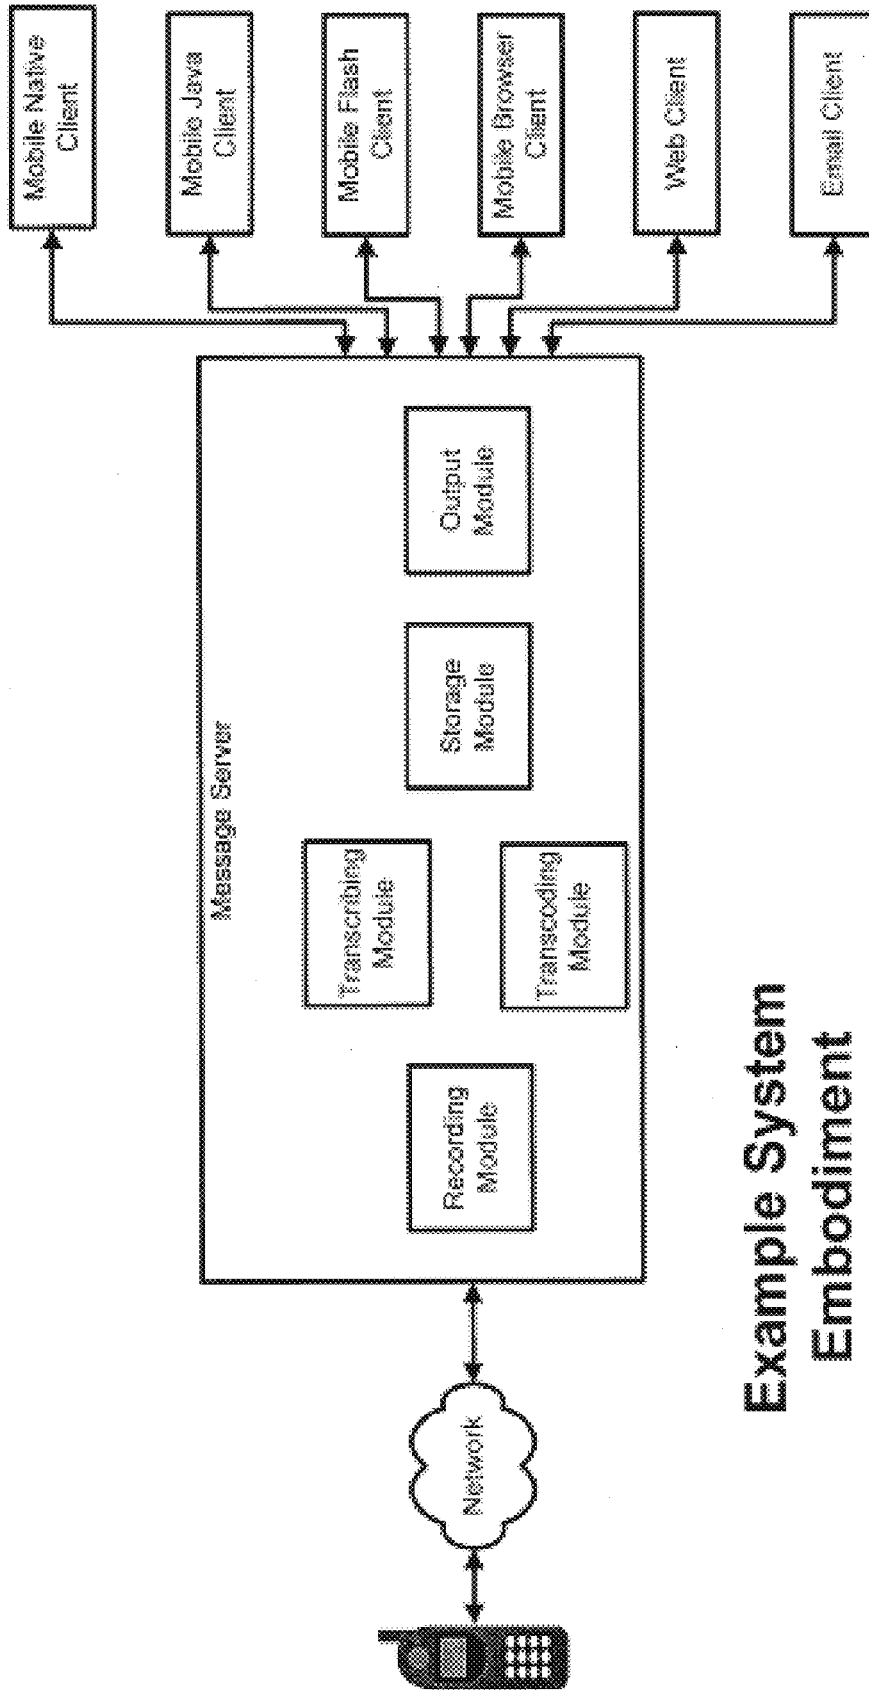 Network
Message Server
Recording
Module
Transcribing
Module
Transcoding
Module
Storage
Module
Output
Module
Mobile Native
Client
Mobile Java
Client
Mobile Flash
Client
Mobile Browser
Client
Web Client
Email Client
Example System
Embodiment